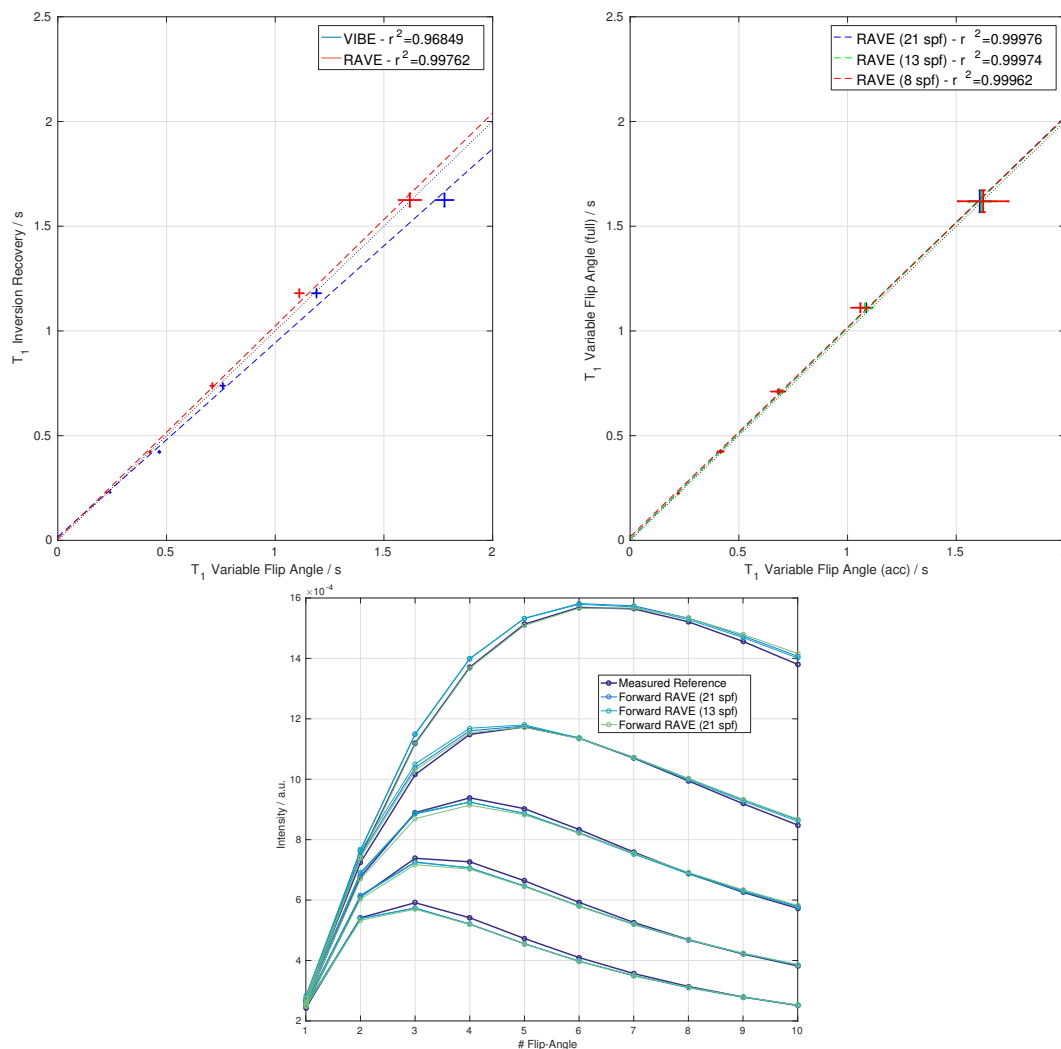 2.5
2
1.5
1
0.5
0
T1 Inversion Recovery / s
VIBE - r2=0.96849
RAVE - r2=0.99762
0 0.5 1 1.5 2
T1 Variable Flip Angle / s
2.5
2
1.5
1
0.5
0
T1 Variable Flip Angle (full) / s
RAVE (21 spf) - r2=0.99976
RAVE (13 spf) - r2=0.99974
RAVE (8 spf) - r2=0.99962
0 0.5 1 1.5
T1 Variable Flip Angle (acc) / s
×10-4
16
14
12
10
8
6
4
2
Intensity / a.u.
Measured Reference
Forward RAVE (21 spf)
Forward RAVE (13 spf)
Forward RAVE (21 spf)
1 2 3 4 5 6 7 8 9 10
# Flip-Angle